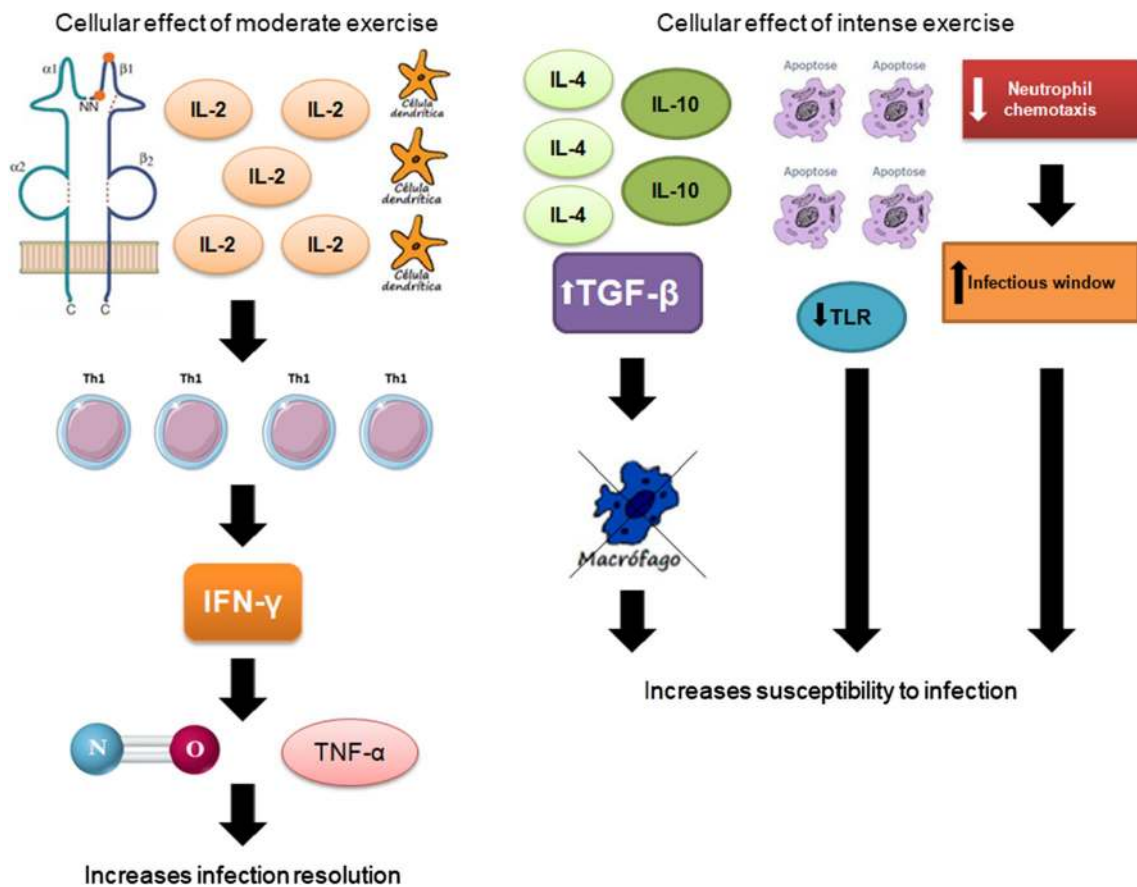 Cellular effect of moderate exercise
α1
β1
NN
α2
β2
C
C
IL-2
IL-2
IL-2
IL-2
IL-2
Célula
dendrítica
Célula
dendrítica
Célula
dendrítica
Th1
Th1
Th1
Th1
IFN-γ
N
O
TNF-α
Increases infection resolution
Cellular effect of intense exercise
IL-4
IL-4
IL-4
IL-10
IL-10
TGF-β
Macrófago
Apoptose
Apoptose
Apoptose
Apoptose
TLR
Neutrophil
chemotaxis
Infectious window
Increases susceptibility to infection